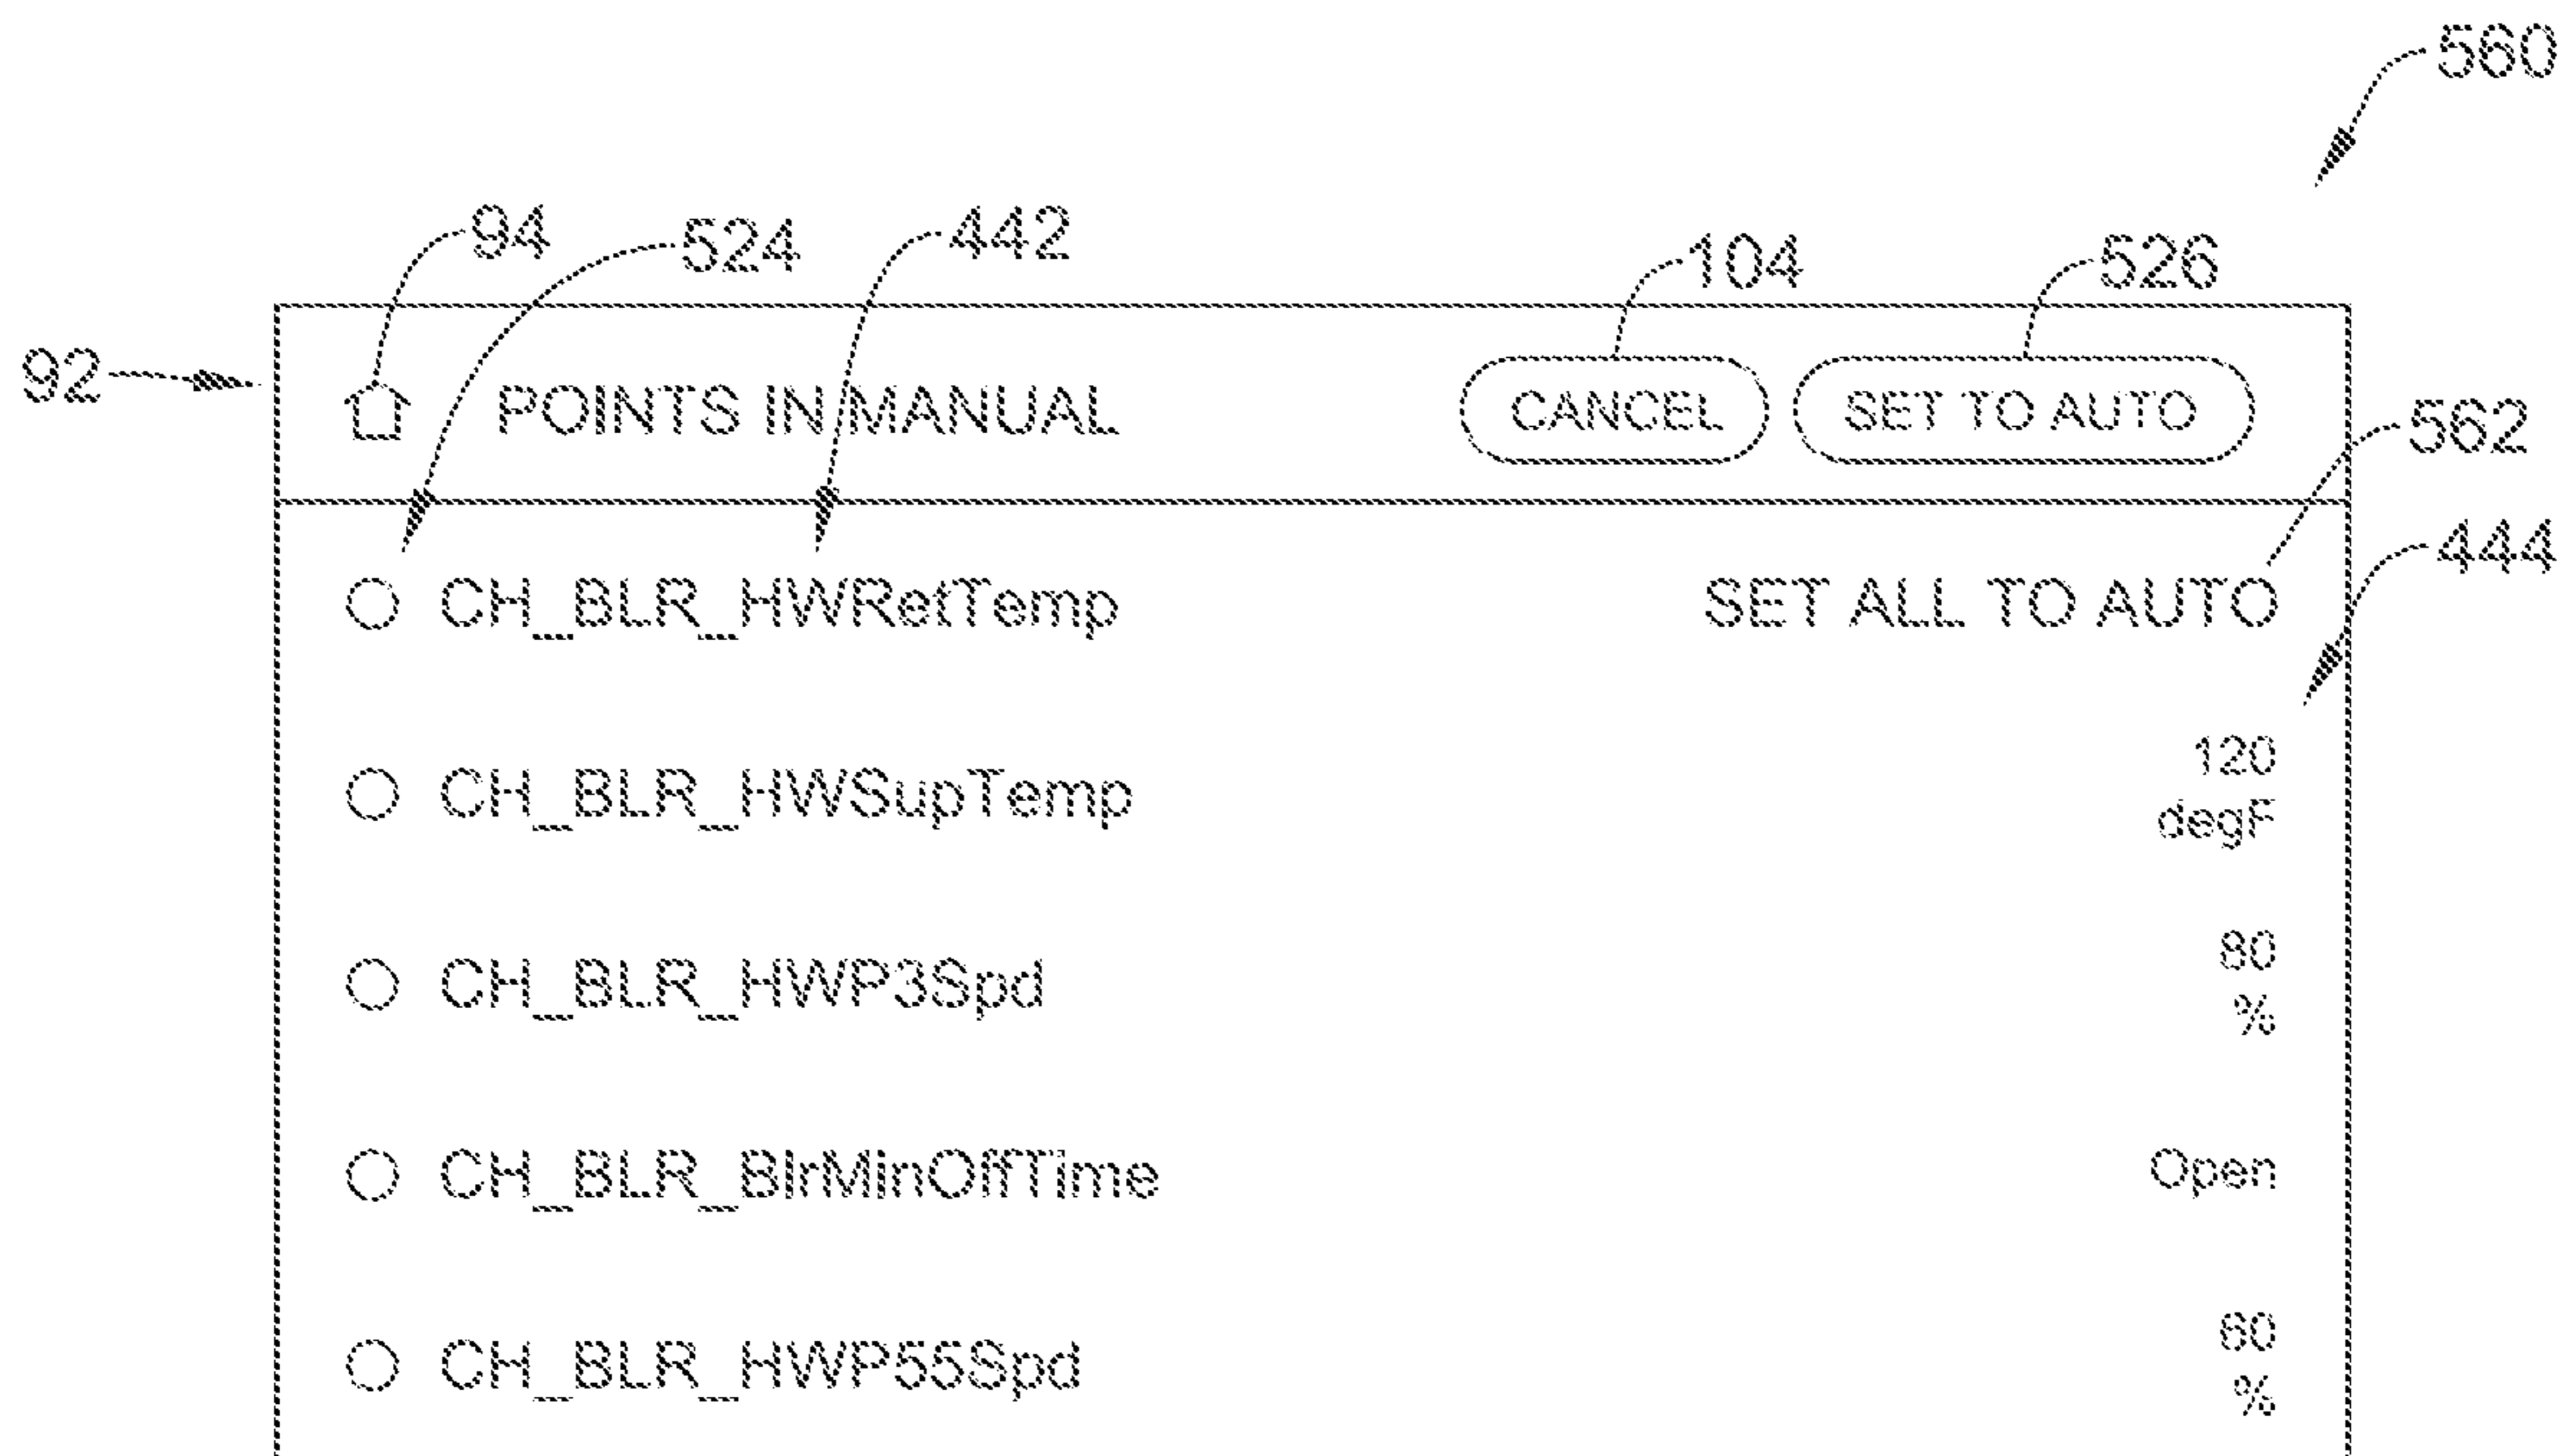 560
94
524
442
104
526
92
POINTS IN MANUAL
CANCEL
SET TO AUTO
562
444
CH_BLR_HWRetTemp
SET ALL TO AUTO
CH_BLR_HWSupTemp
120
degF
CH_BLR_HWP3Spd
80
%
CH_BLR_BlrMinOffTime
Open
CH_BLR_HWP55Spd
60
%